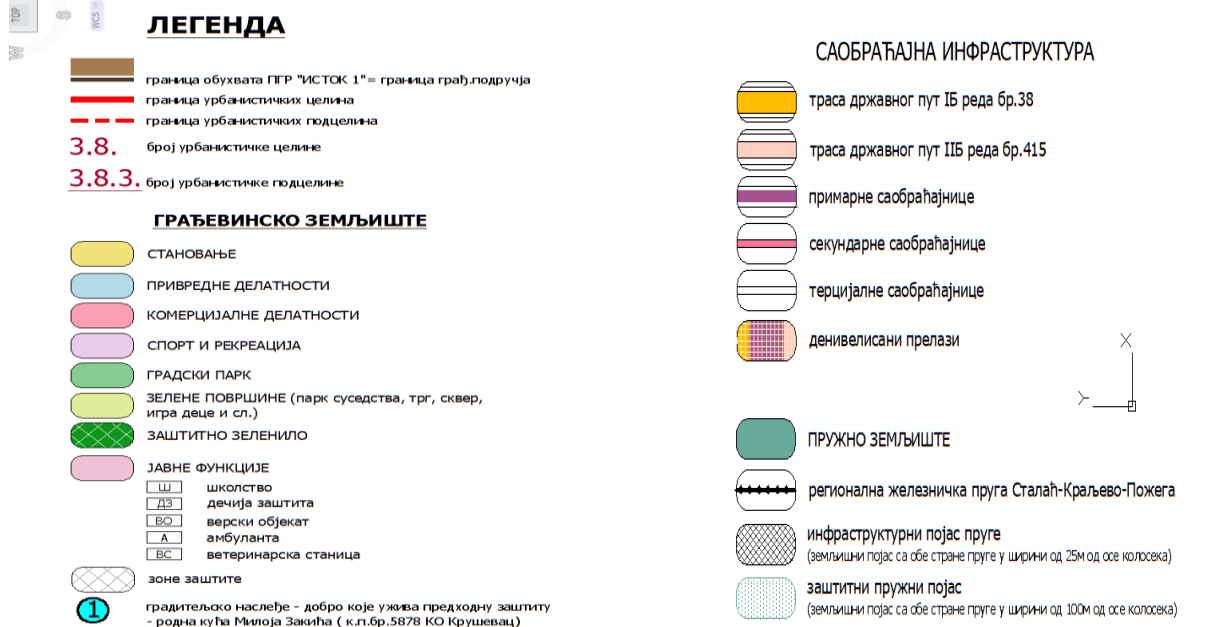 TOP
S
WCS
W
ЛЕГЕНДА
граница обухвата ПГР "ИСТОК 1"= граница грађ.подручја
граница урбанистичких целина
граница урбанистичких подцелина
3.8. број урбанистичке целине
3.8.3. број урбанистичке подцелине
ГРАЂЕВИНСКО ЗЕМЉИШТЕ
СТАНОВАЊЕ
ПРИВРЕДНЕ ДЕЛАТНОСТИ
КОМЕРЦИЈАЛНЕ ДЕЛАТНОСТИ
СПОРТ И РЕКРЕАЦИЈА
ГРАДСКИ ПАРК
ЗЕЛЕНЕ ПОВРШИНЕ (парк суседства, трг, сквер,
игра деце и сл.)
ЗАШТИТНО ЗЕЛЕНИЛО
ЈАВНЕ ФУНКЦИЈЕ
Ш школство
ДЗ дечија заштита
ВО верски објекат
А амбуланта
ВС ветеринарска станица
зоне заштите
1 градитељско наслеђе - добро које ужива предходну заштиту
- родна кућа Милоја Закића ( к.п.бр.5878 КО Крушевац)
САОБРАЋАЈНА ИНФРАСТРУКТУРА
траса државног пут IБ реда бр.38
траса државног пут IIБ реда бр.415
примарне саобраћајнице
секундарне саобраћајнице
терцијалне саобраћајнице
денивелисани прелази
X
Y
ПРУЖНО ЗЕМЉИШТЕ
регионална железничка пруга Сталаћ-Краљево-Пожега
инфраструктурни појас пруге
(земљишни појас са обе стране пруге у ширини од 25м од осе колосека)
заштитни пружни појас
(земљишни појас са обе стране пруге у ширини од 100м од осе колосека)